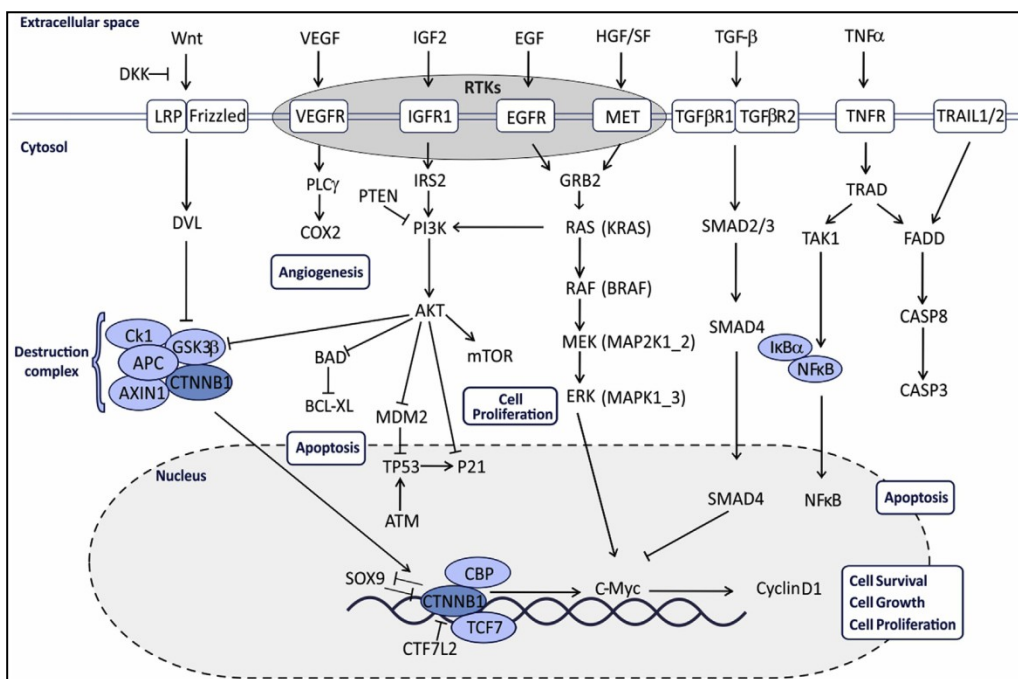 Extracellular space
Wnt VEGF IGF2 EGF HGF/SF TGF-β TNFα
DKK
RTKs
LRP Frizzled VEGFR IGFR1 EGFR MET TGFβR1 TGFβR2 TNFR TRAIL1/2
Cytosol
PLCγ IRS2 GRB2 TRAD
PTEN
DVL COX2 PI3K RAS (KRAS) SMAD2/3 TAK1 FADD
Angiogenesis
RAF (BRAF)
AKT
CASP8
Ck1 GSK3β
SMAD4
Destruction
complex
APC
BAD mTOR MEK (MAP2K1_2) IκBα
NFκB
CTNNB1
AXIN1
BCL-XL
Cell
Proliferation
ERK (MAPK1_3) CASP3
MDM2
Apoptosis
Nucleus
TP53 P21
SMAD4 NFκB Apoptosis
ATM
SOX9 CBP
CTNNB1 C-Myc CyclinD1
TCF7
CTF7L2
Cell Survival
Cell Growth
Cell Proliferation